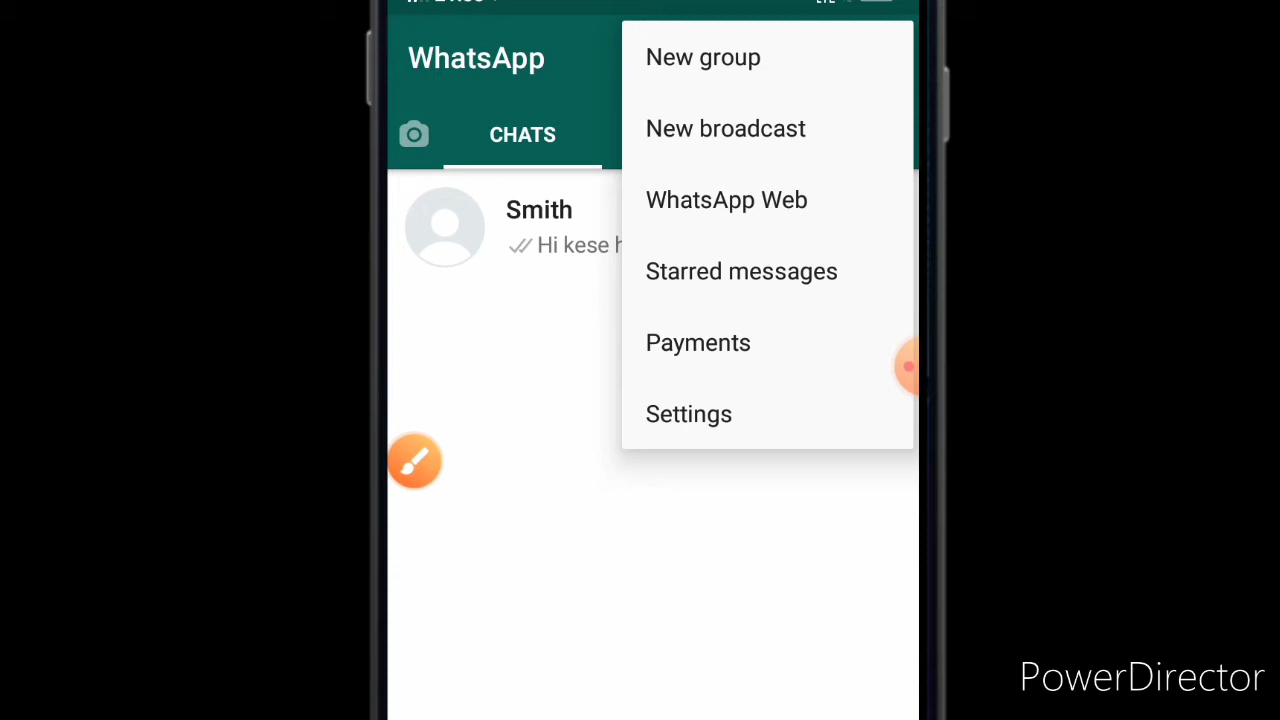 WhatsApp
CHATS
Smith
Hi kese
New group
New broadcast
WhatsApp Web
Starred messages
Payments
Settings
PowerDirector